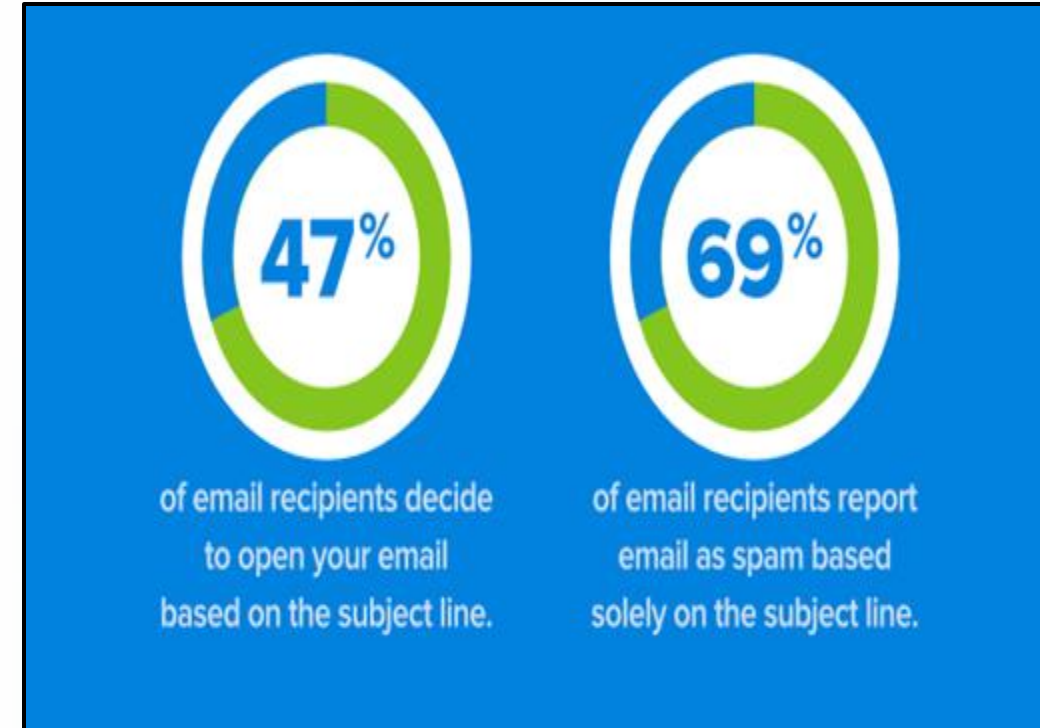 47%
of email recipients decide
to open your email
based on the subject line.
69%
of email recipients report
email as spam based
solely on the subject line.